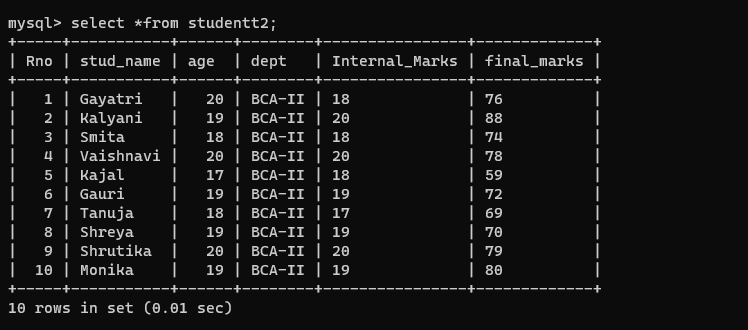 mysql> select *from studentt2;
+-----+-----------+------+--------+----------------+-------------+
| Rno | stud_name | age  | dept   | Internal_Marks | final_marks |
+-----+-----------+------+--------+----------------+-------------+
|   1 | Gayatri   |   20 | BCA-II | 18             | 76          |
|   2 | Kalyani   |   19 | BCA-II | 20             | 88          |
|   3 | Smita     |   18 | BCA-II | 18             | 74          |
|   4 | Vaishnavi |   20 | BCA-II | 20             | 78          |
|   5 | Kajal     |   17 | BCA-II | 18             | 59          |
|   6 | Gauri     |   19 | BCA-II | 19             | 72          |
|   7 | Tanuja    |   18 | BCA-II | 17             | 69          |
|   8 | Shreya    |   19 | BCA-II | 19             | 70          |
|   9 | Shrutika  |   20 | BCA-II | 20             | 79          |
|  10 | Monika    |   19 | BCA-II | 19             | 80          |
+-----+-----------+------+--------+----------------+-------------+
10 rows in set (0.01 sec)